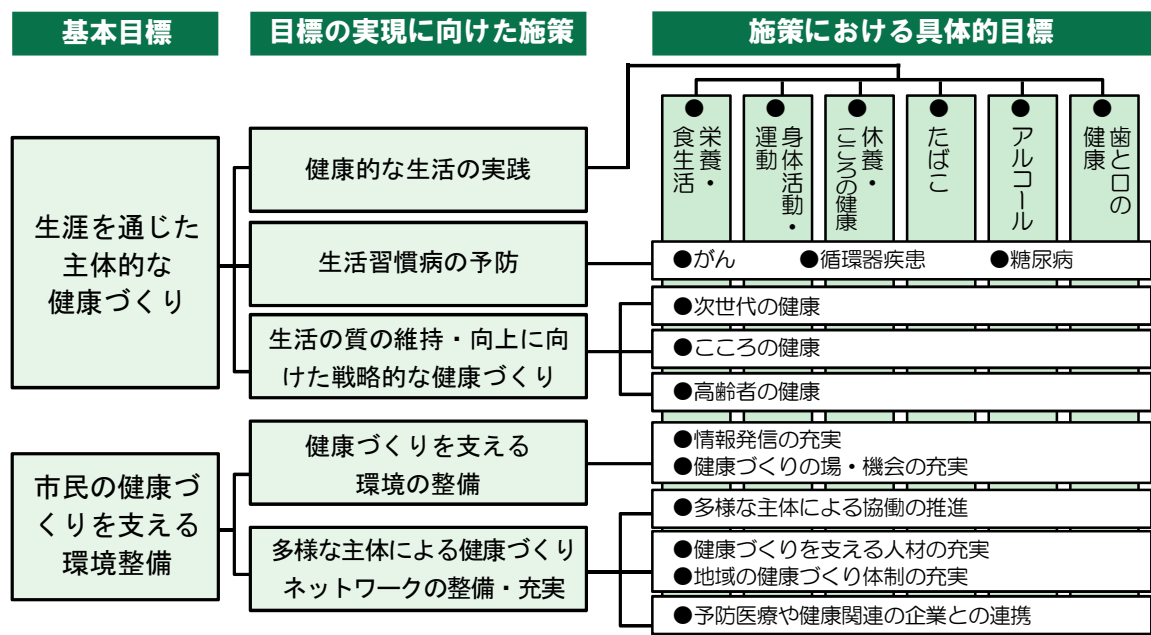 基本目標
目標の実現に向けた施策
施策における具体的目標
生涯を通じた
主体的な
健康づくり
健康的な生活の実践
●栄養・
食生活
●身体活動・
運動
●休養・
こころの健康
●たばこ
●アルコール
●歯と口の
健康
生活習慣病の予防
●がん ●循環器疾患 ●糖尿病
生活の質の維持・向上に向
けた戦略的な健康づくり
●次世代の健康
●こころの健康
●高齢者の健康
市民の健康づ
くりを支える
環境整備
健康づくりを支える
環境の整備
●情報発信の充実
●健康づくりの場・機会の充実
多様な主体による健康づくり
ネットワークの整備・充実
●多様な主体による協働の推進
●健康づくりを支える人材の充実
●地域の健康づくり体制の充実
●予防医療や健康関連の企業との連携